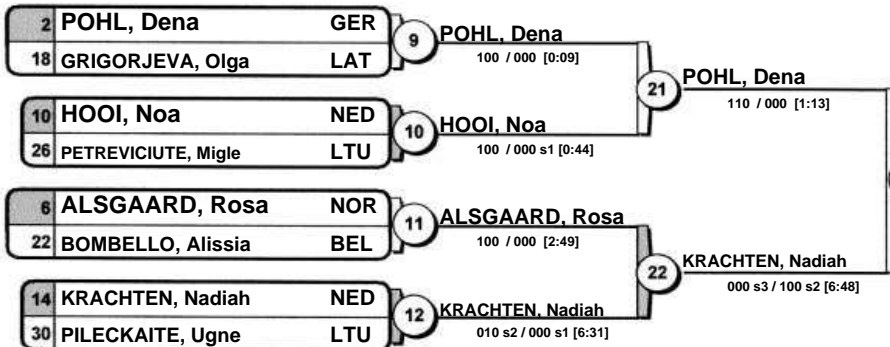 2 POHL, Dena GER
18 GRIGORJEVA, Olga LAT
9
POHL, Dena
100 / 000 [0:09]
10 HOOI, Noa NED
26 PETREVICIUTE, Migle LTU
10
HOOI, Noa
100 / 000 s1 [0:44]
21
POHL, Dena
110 / 000 [1:13]
6 ALSGAARD, Rosa NOR
22 BOMBELLO, Alissia BEL
11
ALSGAARD, Rosa
100 / 000 [2:49]
14 KRACHTEN, Nadiah NED
30 PILECKAITE, Ugne LTU
12
KRACHTEN, Nadiah
010 s2 / 000 s1 [6:31]
22
KRACHTEN, Nadiah
000 s3 / 100 s2 [6:48]